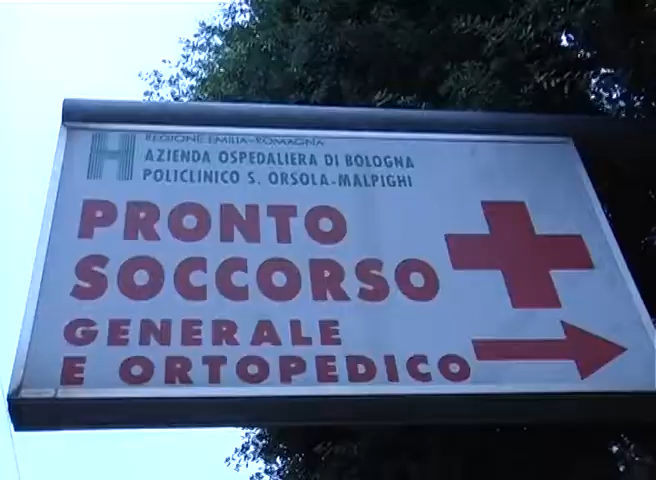 H
REGIONE EMILIA-ROMAGNA
AZIENDA OSPEDALIERA DI BOLOGNA
POLICLINICO S. ORSOLA-MALPIGHI
PRONTO
SOCCORSO
GENERALE
E ORTOPEDICO